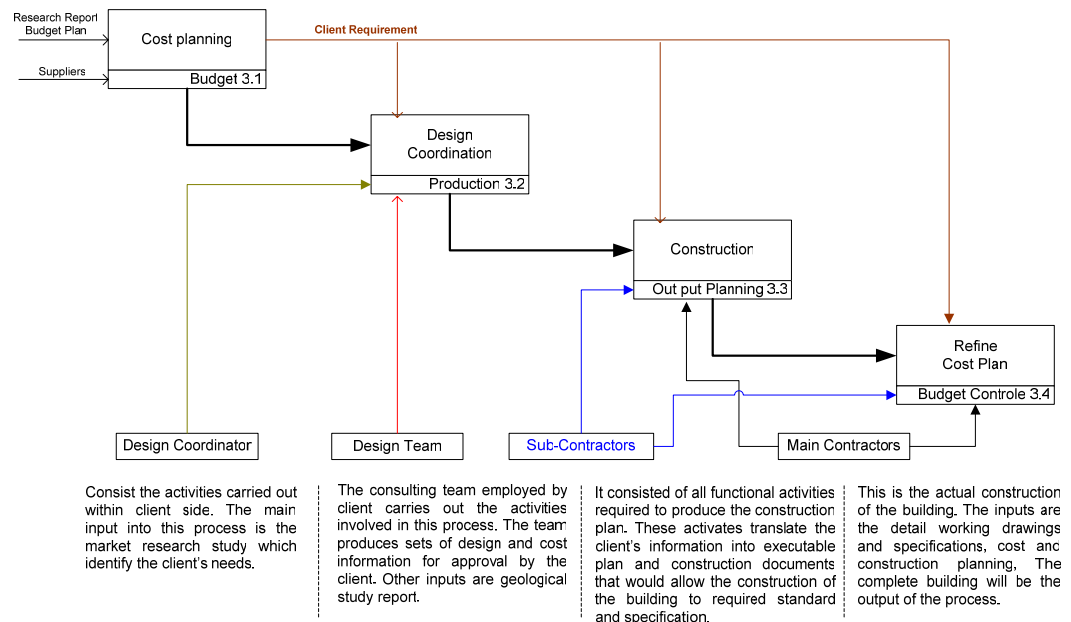 Research Report
Budget Plan
Suppliers
Cost planning
Budget 3.1
Client Requirement
Design
Coordination
Production 3.2
Construction
Out put Planning 3.3
Refine
Cost Plan
Budget Controle 3.4
Design Coordinator
Design Team
Sub-Contractors
Main Contractors
Consist the activities carried out
within client side. The main
input into this process is the
market research study which
identify the client's needs.
The consulting team employed by
client carries out the activities
involved in this process. The team
produces sets of design and cost
information for approval by the
client. Other inputs are geological
study report.
It consisted of all functional activities
required to produce the construction
plan. These activates translate the
client's information into executable
plan and construction documents
that would allow the construction of
the building to required standard
and specification.
This is the actual construction
of the building. The inputs are
the detail working drawings
and specifications, cost and
construction planning, The
complete building will be the
output of the process.